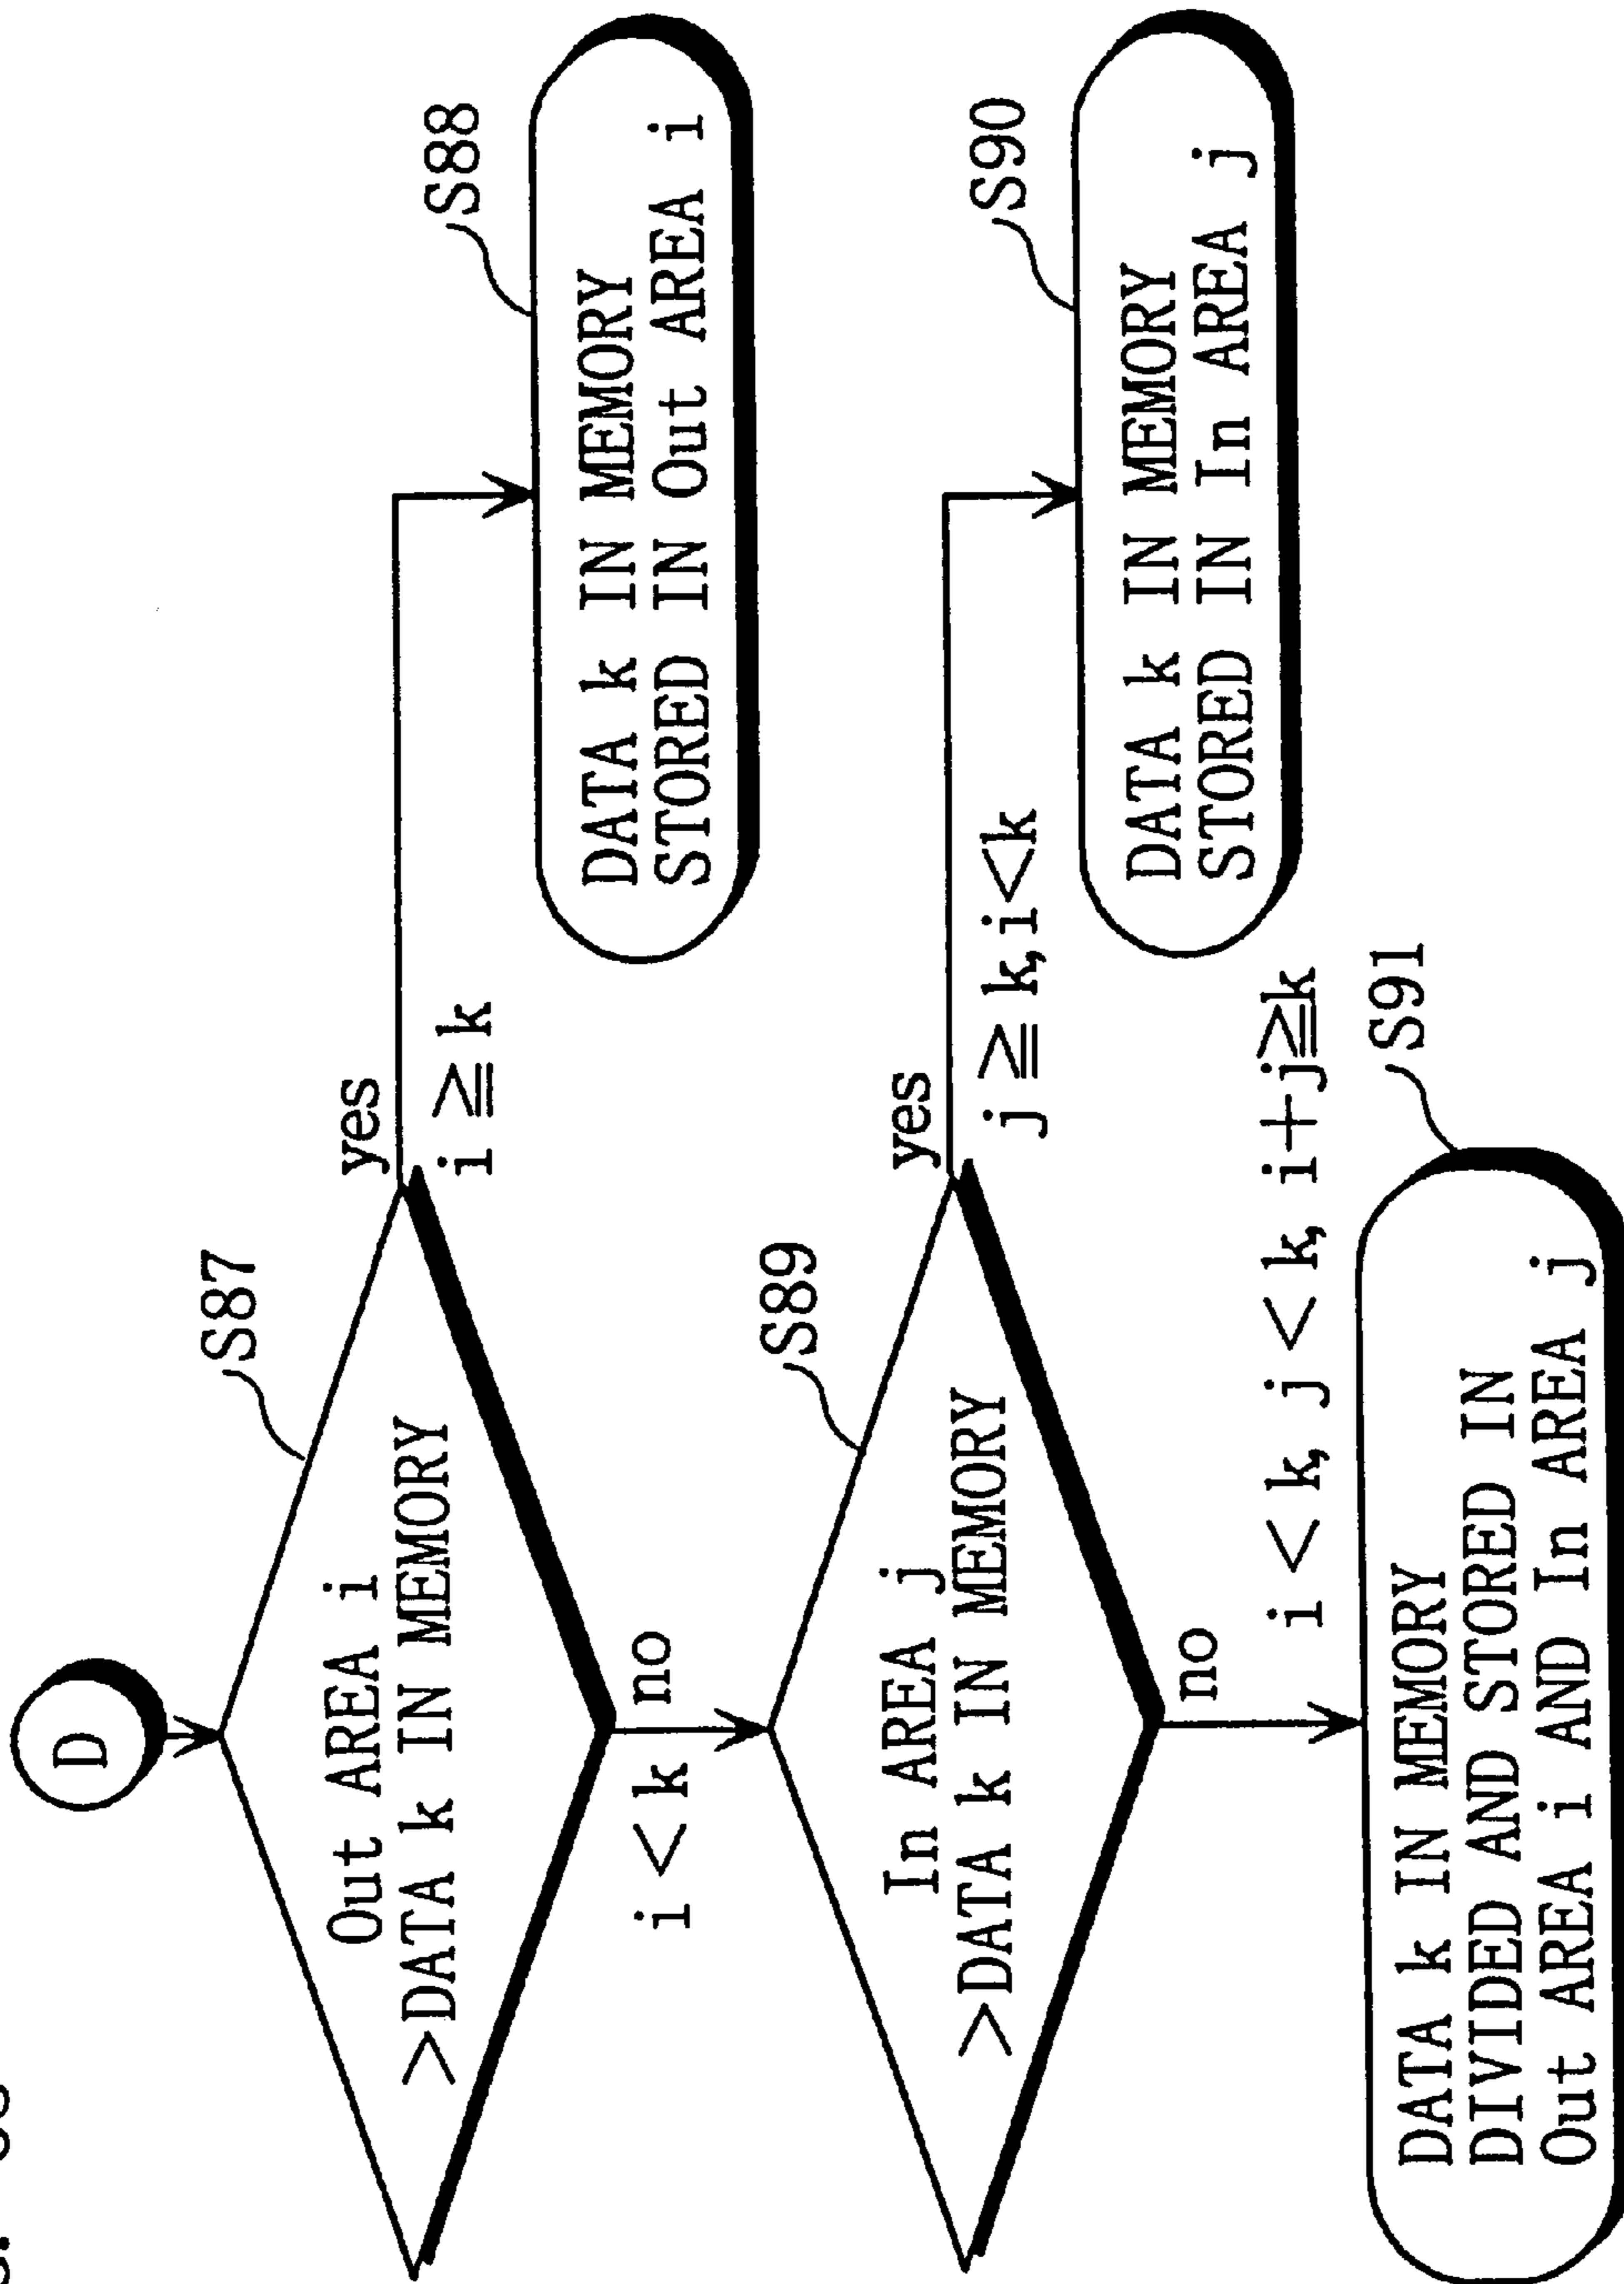 D
S87
Out AREA i
>DATA k IN MEMORY
yes
i ≧ k
S88
DATA k IN MEMORY
STORED IN Out AREA i
i < k
no
S89
In AREA j
>DATA k IN MEMORY
yes
j ≧ k, i<k
S90
DATA k IN MEMORY
STORED IN In AREA j
no
i < k, j < k, i+j≧k
S91
DATA k IN MEMORY
DIVIDED AND STORED IN
Out AREA i AND In AREA j